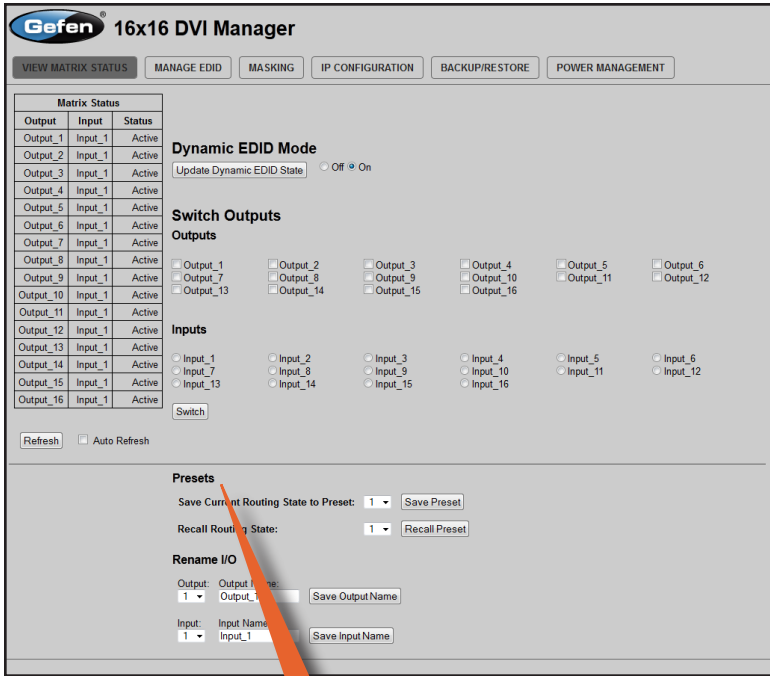 Gefen® 16x16 DVI Manager
VIEW MATRIX STATUS MANAGE EDID MASKING IP CONFIGURATION BACKUP/RESTORE POWER MANAGEMENT
Matrix Status
Output Input Status
Output_1 Input_1 Active
Output_2 Input_1 Active
Output_3 Input_1 Active
Output_4 Input_1 Active
Output_5 Input_1 Active
Output_6 Input_1 Active
Output_7 Input_1 Active
Output_8 Input_1 Active
Output_9 Input_1 Active
Output_10 Input_1 Active
Output_11 Input_1 Active
Output_12 Input_1 Active
Output_13 Input_1 Active
Output_14 Input_1 Active
Output_15 Input_1 Active
Output_16 Input_1 Active
Refresh Auto Refresh
Dynamic EDID Mode
Update Dynamic EDID State Off On
Switch Outputs
Outputs
Output_1 Output_2 Output_3 Output_4 Output_5 Output_6
Output_7 Output_8 Output_9 Output_10 Output_11 Output_12
Output_13 Output_14 Output_15 Output_16
Inputs
Input_1 Input_2 Input_3 Input_4 Input_5 Input_6
Input_7 Input_8 Input_9 Input_10 Input_11 Input_12
Input_13 Input_14 Input_15 Input_16
Switch
Presets
Save Current Routing State to Preset: 1 Save Preset
Recall Routing State: 1 Recall Preset
Rename I/O
Output: Output Name:
1 Output_1 Save Output Name
Input: Input Name
1 Input_1 Save Input Name